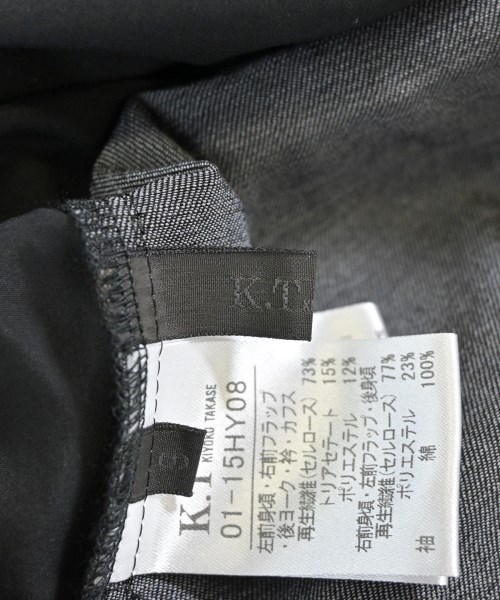 K.T
K.T
KIYOKO TAKASE
01-15HY08
左前身頃・右前フラップ
・後ヨーク・衿・カフス
再生繊維(セルロース) 73%
トリアセテート 15%
ポリエステル 12%
右前身頃・左前フラップ・後身頃
再生繊維(セルロース) 77%
ポリエステル 23%
袖 綿 100%
9